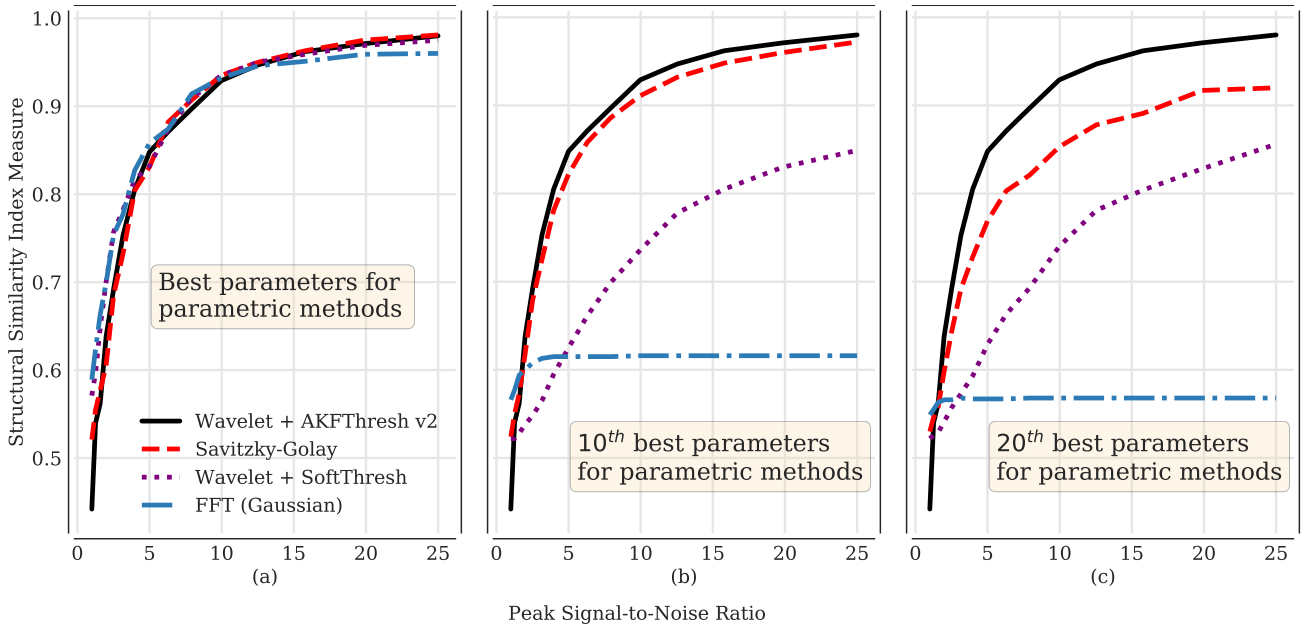 Structural Similarity Index Measure
1.0
0.9
0.8
0.7
0.6
0.5
Best parameters for
parametric methods
Wavelet + AKFThresh v2
Savitzky-Golay
Wavelet + SoftThresh
FFT (Gaussian)
0 5 10 15 20 25
(a)
10th best parameters
for parametric methods
0 5 10 15 20 25
(b)
20th best parameters
for parametric methods
0 5 10 15 20 25
(c)
Peak Signal-to-Noise Ratio